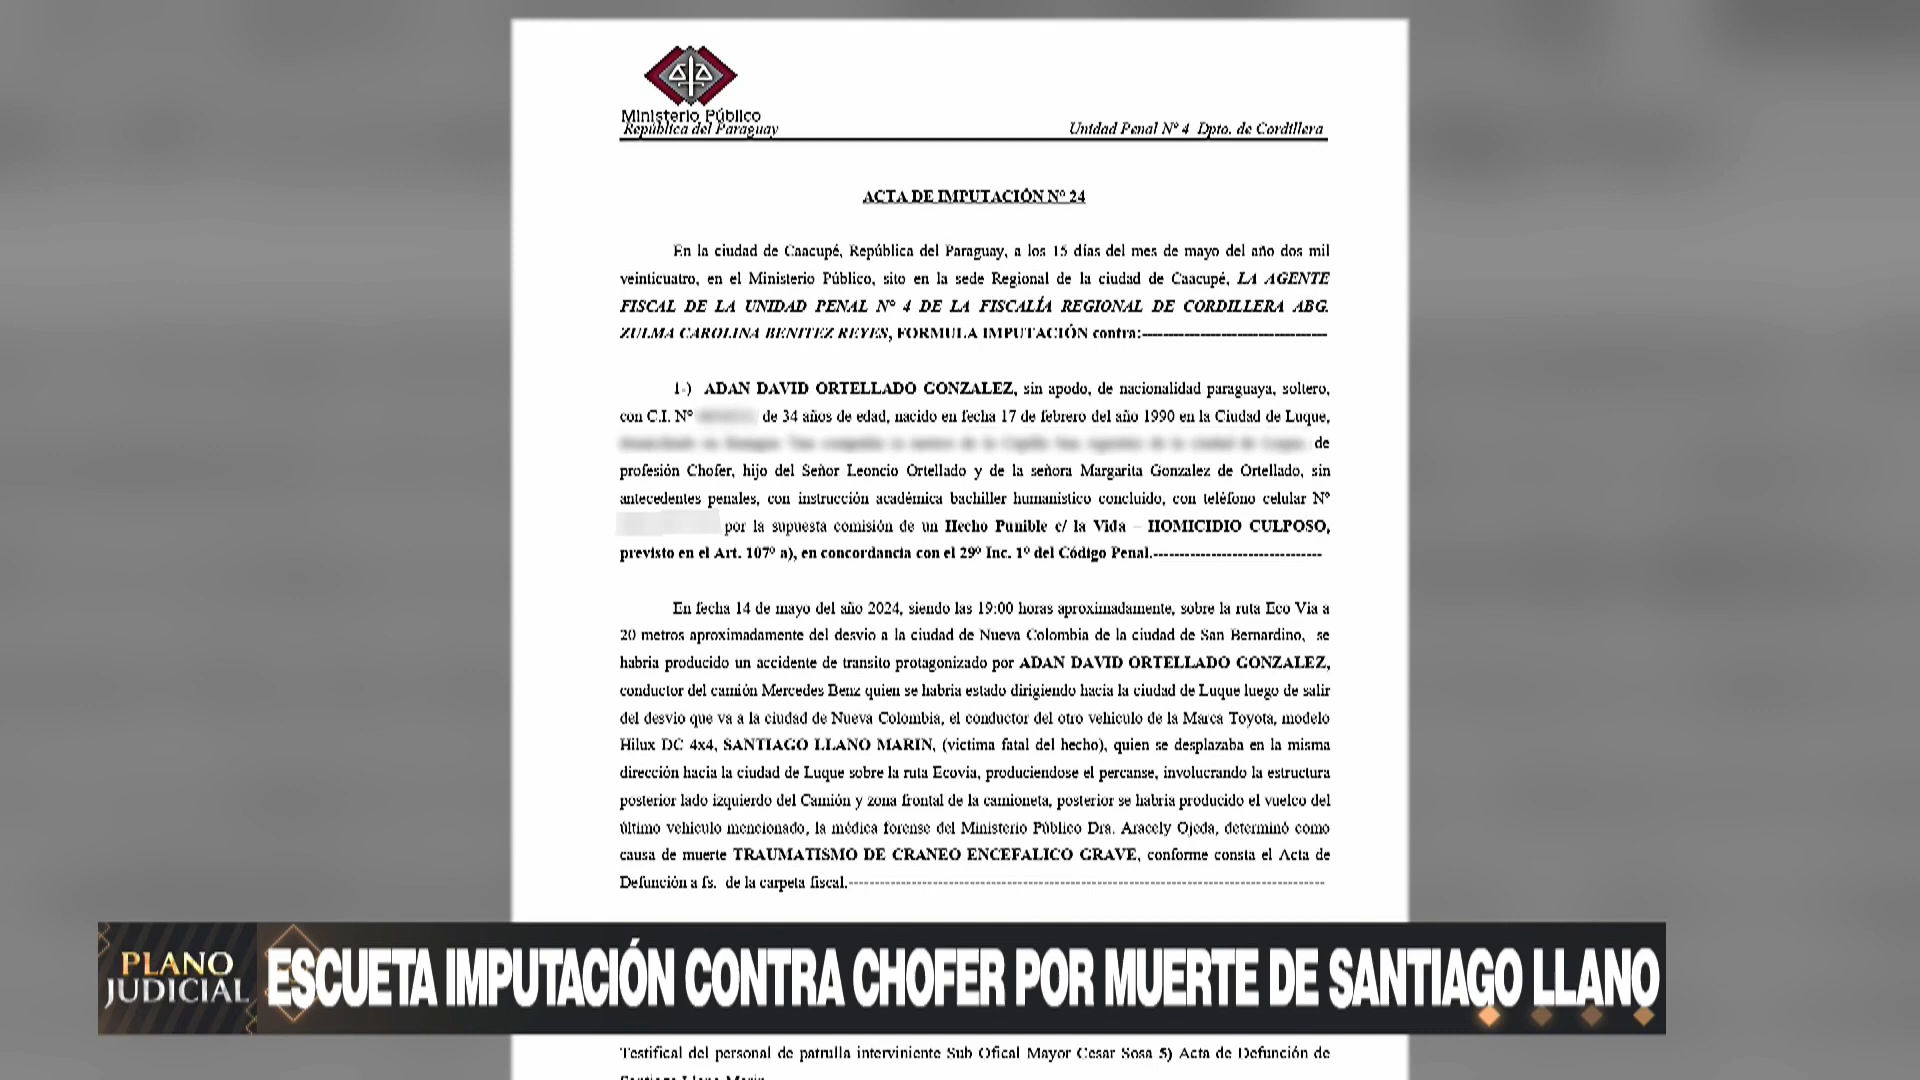 Ministerio Público
República del Paraguay
Unidad Penal Nº 4 Dpto. de Cordillera
ACTA DE IMPUTACIÓN Nº 24
En la ciudad de Caacupé, República del Paraguay, a los 15 días del mes de mayo del año dos mil
veinticuatro, en el Ministerio Público, sito en la sede Regional de la ciudad de Caacupé, LA AGENTE
FISCAL DE LA UNIDAD PENAL Nº 4 DE LA FISCALÍA REGIONAL DE CORDILLERA ABG.
ZULMA CAROLINA BENITEZ REYES, FORMULA IMPUTACIÓN contra:-----------------------------------
1-) ADAN DAVID ORTELLADO GONZALEZ, sin apodo, de nacionalidad paraguaya, soltero,
con C.I. Nº de 34 años de edad, nacido en fecha 17 de febrero del año 1990 en la Ciudad de Luque,
de
profesión Chofer, hijo del Señor Leoncio Ortellado y de la señora Margarita Gonzalez de Ortellado, sin
antecedentes penales, con instrucción académica bachiller humanístico concluido, con teléfono celular Nº
por la supuesta comisión de un Hecho Punible c/ la Vida – HOMICIDIO CULPOSO,
previsto en el Art. 107º a), en concordancia con el 29º Inc. 1º del Código Penal.--------------------------------
En fecha 14 de mayo del año 2024, siendo las 19:00 horas aproximadamente, sobre la ruta Eco Via a
20 metros aproximadamente del desvio a la ciudad de Nueva Colombia de la ciudad de San Bernardino, se
habría producido un accidente de transito protagonizado por ADAN DAVID ORTELLADO GONZALEZ,
conductor del camión Mercedes Benz quien se habría estado dirigiendo hacia la ciudad de Luque luego de salir
del desvio que va a la ciudad de Nueva Colombia, el conductor del otro vehiculo de la Marca Toyota, modelo
Hilux DC 4x4, SANTIAGO LLANO MARIN, (victima fatal del hecho), quien se desplazaba en la misma
dirección hacia la ciudad de Luque sobre la ruta Ecovia, produciendose el percanse, involucrando la estructura
posterior lado izquierdo del Camión y zona frontal de la camioneta, posterior se habría producido el vuelco del
último vehiculo mencionado, la médica forense del Ministerio Público Dra. Aracely Ojeda, determinó como
causa de muerte TRAUMATISMO DE CRANEO ENCEFALICO GRAVE, conforme consta el Acta de
Defunción a fs. de la carpeta fiscal.--------------------------------------------------------------------------------------------
PLANO
JUDICIAL
ESCUETA IMPUTACIÓN CONTRA CHOFER POR MUERTE DE SANTIAGO LLANO
Testifical del personal de patrulla interviniente Sub Ofical Mayor Cesar Sosa 5) Acta de Defunción de
Santiago Llano Marin